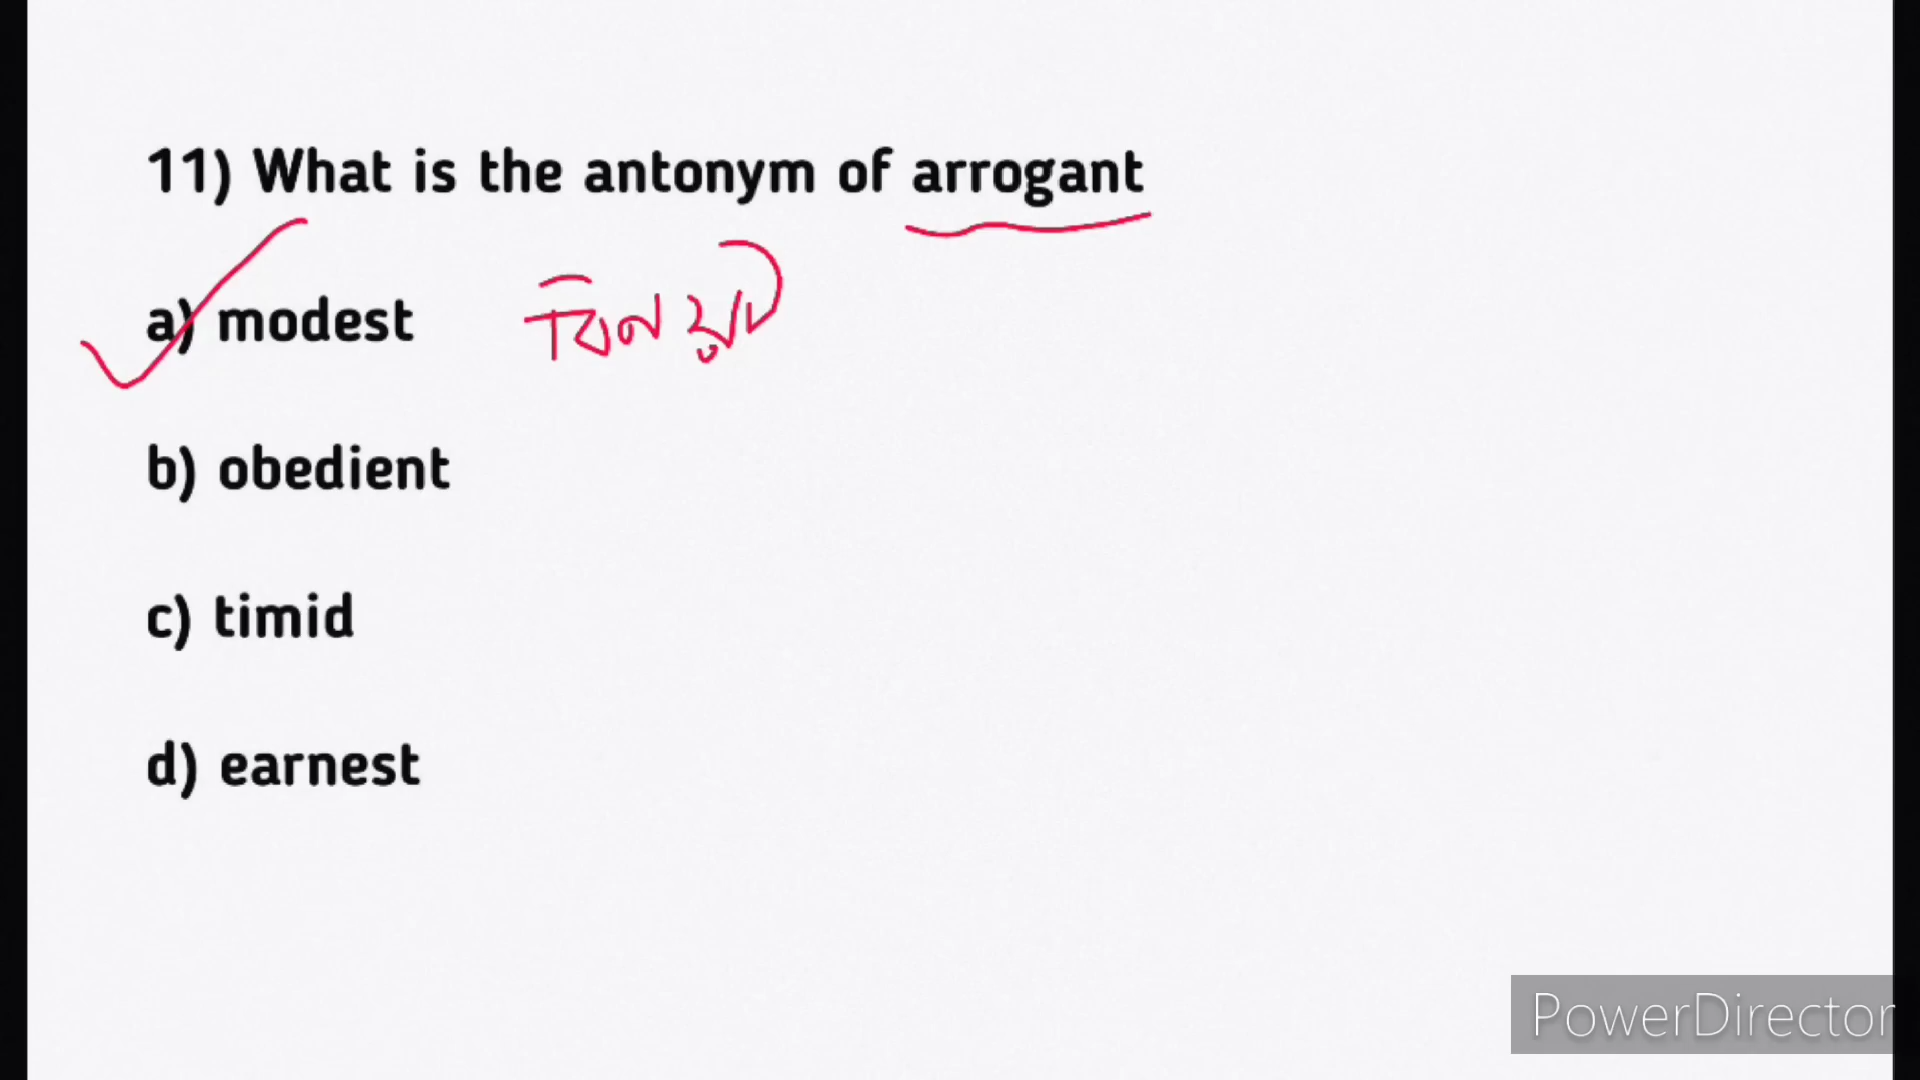 11) What is the antonym of arrogant
a) modest
b) obedient
c) timid
d) earnest
PowerDirector